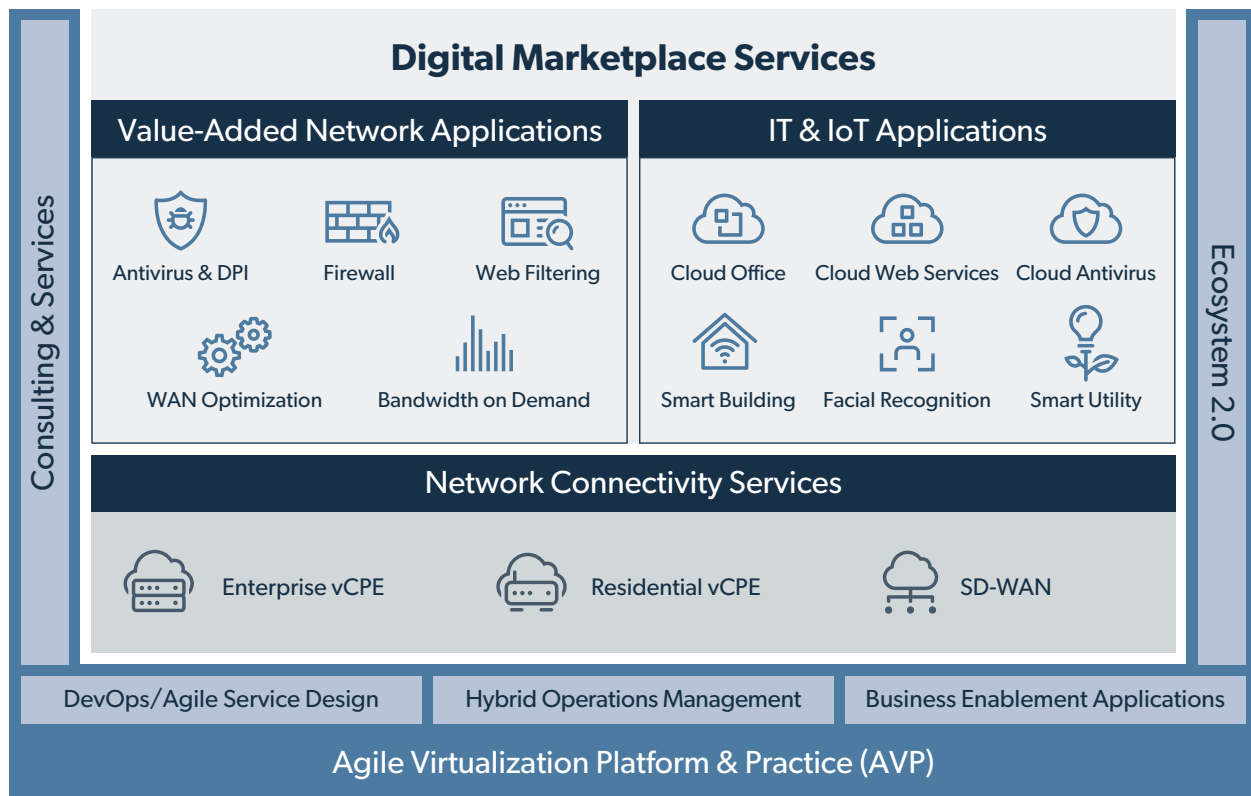 Digital Marketplace Services
Consulting & Services
Value-Added Network Applications
Antivirus & DPI
Firewall
Web Filtering
WAN Optimization
Bandwidth on Demand
IT & IoT Applications
Cloud Office
Cloud Web Services
Cloud Antivirus
Smart Building
Facial Recognition
Smart Utility
Ecosystem 2.0
Network Connectivity Services
Enterprise vCPE
Residential vCPE
SD-WAN
DevOps/Agile Service Design
Hybrid Operations Management
Business Enablement Applications
Agile Virtualization Platform & Practice (AVP)